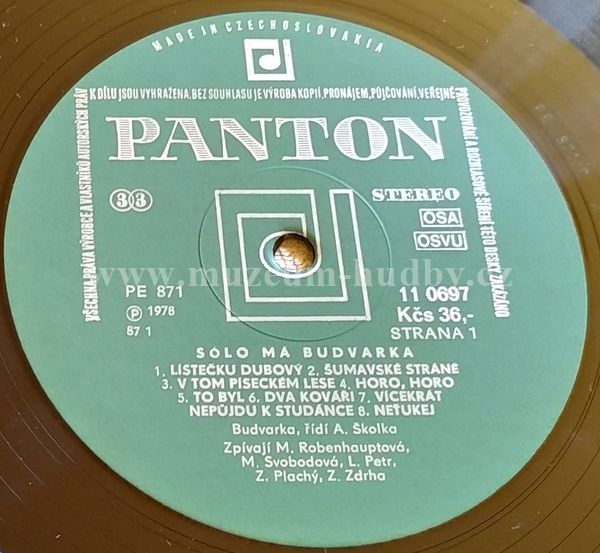 MADE IN CZECHOSLOVAKIA
VŠECHNA PRÁVA VÝROBCE A VLASTNÍKŮ AUTORSKÝCH PRÁV
K DÍLU JSOU VYHRAŽENA. BEZ SOUHLASU JE VÝROBA KOPIÍ, PRONÁJEM, PŮJČOVÁNÍ, VEŘEJNÉ
PROVOZOVÁNÍ A ROZHLASOVÉ ŠÍŘENÍ TÉTO DESKY ZAKÁZÁNO
PANTON
33
STEREO
OSA
OSVU
www.muzeum-hudby.cz
PE 871
11 0697
Ⓟ 1978
Kčs 36,-
87 1
STRANA 1
SÓLO MÁ BUDVARKA
1. LÍSTEČKU DUBOVÝ 2. ŠUMAVSKÉ STRÁNĚ
3. V TOM PÍSECKÉM LESE 4. HORO, HORO
5. TO BYL 6. DVA KOVÁŘI 7. VÍCEKRÁT
NEPŮJDU K STUDÁNCE 8. NEŤUKEJ
Budvarka, řídí A. Školka
Zpívají M. Robenhauptová,
M. Svobodová, L. Petr,
Z. Plachý, Z. Zdrha